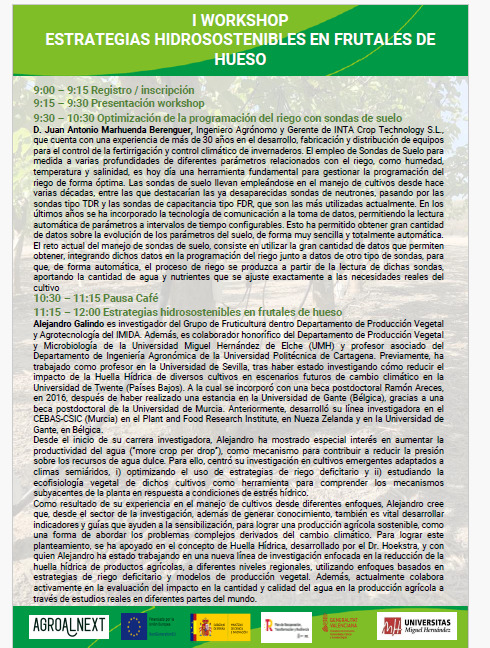 I WORKSHOP
ESTRATEGIAS HIDROSOSTENIBLES EN FRUTALES DE
HUESO
9:00 – 9:15 Registro / inscripción
9:15 – 9:30 Presentación workshop
9:30 – 10:30 Optimización de la programación del riego con sondas de suelo
D. Juan Antonio Marhuenda Berenguer, Ingeniero Agrónomo y Gerente de INTA Crop Technology S.L.,
que cuenta con una experiencia de más de 30 años en el desarrollo, fabricación y distribución de equipos
para el control de la fertirrigación y control climático de invernaderos. El empleo de Sondas de Suelo para
medida a varias profundidades de diferentes parámetros relacionados con el riego, como humedad,
temperatura y salinidad, es hoy día una herramienta fundamental para gestionar la programación del
riego de forma óptima. Las sondas de suelo vienen empleándose en el manejo de cultivos desde hace
varias décadas, entre las que destacarían las ya desaparecidas sondas de neutrones, pasando por las
sondas tipo TDR y las sondas de capacitancia tipo FDR, que son las más utilizadas actualmente. En los
últimos años se ha incorporado la tecnología de comunicación a la toma de datos, permitiendo la lectura
automática de parámetros a intervalos de tiempo configurables. Esto ha permitido obtener gran cantidad
de datos sobre la evolución de los parámetros del suelo, de forma muy sencilla y totalmente automática.
El reto actual del manejo de sondas de suelo, consiste en utilizar la gran cantidad de datos que permiten
obtener, integrando dichos datos en la programación del riego junto a datos de otro tipo de sondas, para
que, de forma automática, el proceso de riego se produzca a partir de la lectura de dichas sondas,
aportando la cantidad de agua y nutrientes que se ajuste exactamente a las necesidades reales del
cultivo
10:30 – 11:15 Pausa Café
11:15 – 12:00 Estrategias hidrosostenibles en frutales de hueso
Alejandro Galindo es investigador del Grupo de Fruticultura dentro Departamento de Producción Vegetal
y Agrotecnología del IMIDA. Además, es colaborador honorífico del Departamento de Producción Vegetal
y Microbiología de la Universidad Miguel Hernández de Elche (UMH) y profesor asociado del
Departamento de Ingeniería Agronómica de la Universidad Politécnica de Cartagena. Previamente, ha
trabajado como profesor en la Universidad de Sevilla, tras haber estado investigando cómo reducir el
impacto de la Huella Hídrica de diversos cultivos en escenarios futuros de cambio climático en la
Universidad de Twente (Países Bajos). A la cual se incorporó con una beca postdoctoral Ramón Areces,
en 2016, después de haber realizado una estancia en la Universidad de Gante (Bélgica), gracias a una
beca postdoctoral de la Universidad de Murcia. Anteriormente, desarrolló su línea investigadora en el
CEBAS-CSIC (Murcia) en el Plant and Food Research Institute, en Nueza Zelanda y en la Universidad de
Gante, en Bélgica.
Desde el inicio de su carrera investigadora, Alejandro ha mostrado especial interés en aumentar la
productividad del agua ("more crop per drop"), como mecanismo para contribuir a reducir la presión
sobre los recursos de agua dulce. Para ello, centró su investigación en cultivos emergentes adaptados a
climas semiáridos, i) optimizando el uso de estrategias de riego deficitario y ii) estudiando la
ecofisiología vegetal de dichos cultivos como herramienta para comprender los mecanismos
subyacentes de la planta en respuesta a condiciones de estrés hídrico.
Como resultado de su experiencia en el manejo de cultivos desde diferentes enfoques, Alejandro cree
que, desde el sector de la investigación, además de generar conocimiento, también es vital desarrollar
indicadores y guías que ayuden a la sensibilización, para lograr una producción agrícola sostenible, como
una forma de abordar los problemas complejos derivados del cambio climático. Para lograr este
planteamiento, se ha apoyado en el concepto de Huella Hídrica, desarrollado por el Dr. Hoekstra, y con
quien Alejandro ha estado trabajando en una nueva línea de investigación enfocada en la reducción de la
huella hídrica de productos agrícolas, a diferentes niveles regionales, utilizando enfoques basados en
estrategias de riego deficitario y modelos de producción vegetal. Además, actualmente colabora
activamente en la evaluación del impacto en la cantidad y calidad del agua en la producción agrícola a
través de estudios reales en diferentes partes del mundo.
AGROALNEXT
GENERALITAT
VALENCIANA
UNIVERSITAS
Miguel Hernández